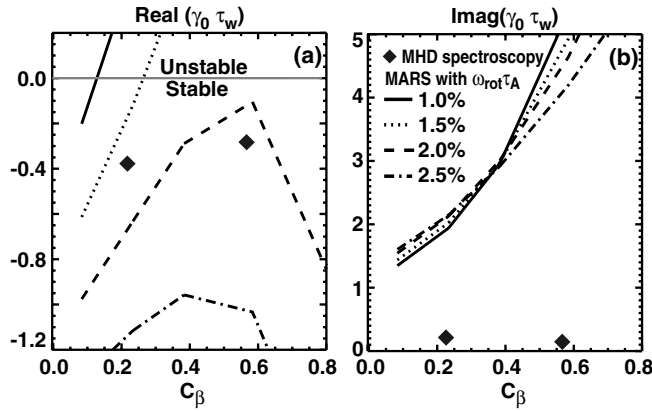 Real (γ0 τw)
(a)
Unstable
Stable
0.0
-0.4
-0.8
-1.2
0.0 0.2 0.4 0.6 0.8
Cβ
Imag(γ0 τw)
(b)
MHD spectroscopy
MARS with ωrotτA
1.0%
1.5%
2.0%
2.5%
5
4
3
2
1
0
0.0 0.2 0.4 0.6 0.8
Cβ